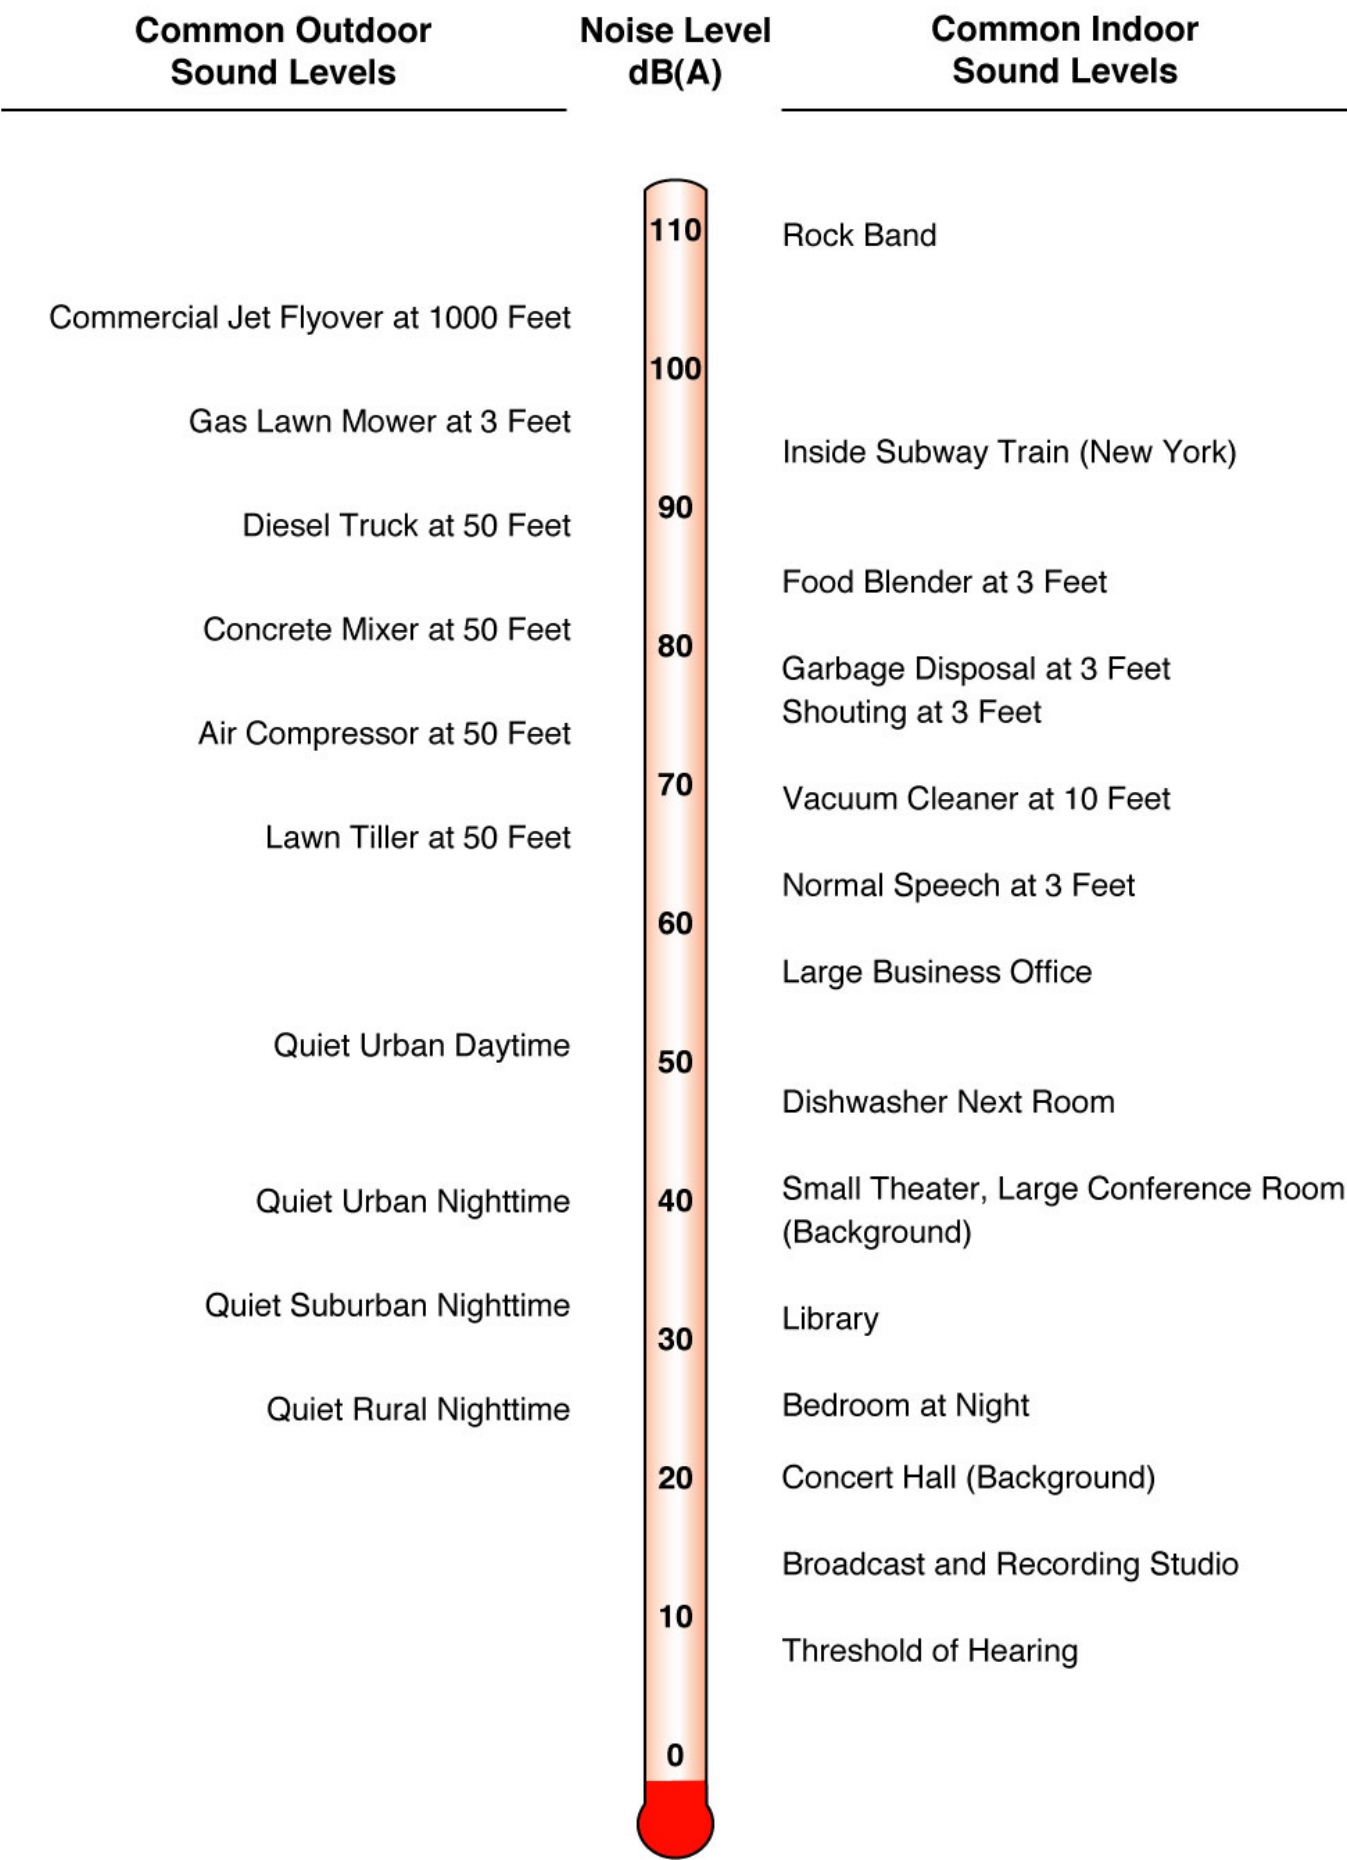 Common Outdoor
Sound Levels
Noise Level
dB(A)
Common Indoor
Sound Levels
110
Rock Band
Commercial Jet Flyover at 1000 Feet
100
Gas Lawn Mower at 3 Feet
Inside Subway Train (New York)
90
Diesel Truck at 50 Feet
Food Blender at 3 Feet
Concrete Mixer at 50 Feet
80
Garbage Disposal at 3 Feet
Shouting at 3 Feet
Air Compressor at 50 Feet
70
Vacuum Cleaner at 10 Feet
Lawn Tiller at 50 Feet
Normal Speech at 3 Feet
60
Large Business Office
Quiet Urban Daytime
50
Dishwasher Next Room
Quiet Urban Nighttime
40
Small Theater, Large Conference Room
(Background)
Quiet Suburban Nighttime
Library
30
Quiet Rural Nighttime
Bedroom at Night
20
Concert Hall (Background)
Broadcast and Recording Studio
10
Threshold of Hearing
0